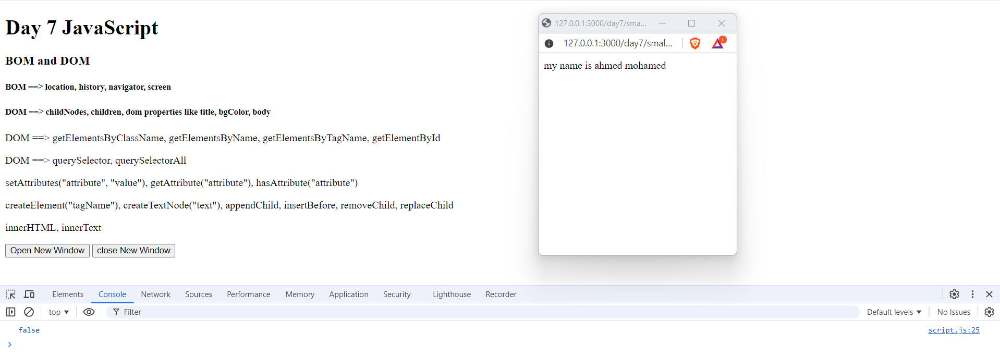 Day 7 JavaScript
BOM and DOM
BOM ==> location, history, navigator, screen
DOM ==> childNodes, children, dom properties like title, bgColor, body
DOM ==> getElementsByClassName, getElementsByName, getElementsByTagName, getElementById
DOM ==> querySelector, querySelectorAll
setAttributes("attribute", "value"), getAttribute("attribute"), hasAttribute("attribute")
createElement("tagName"), createTextNode("text"), appendChild, insertBefore, removeChild, replaceChild
innerHTML, innerText
Open New Window close New Window
127.0.0.1:3000/day7/sma...
127.0.0.1:3000/day7/smal... 1
my name is ahmed mohamed
Elements Console Network Sources Performance Memory Application Security Lighthouse Recorder
top Filter Default levels No Issues
false script.js:25